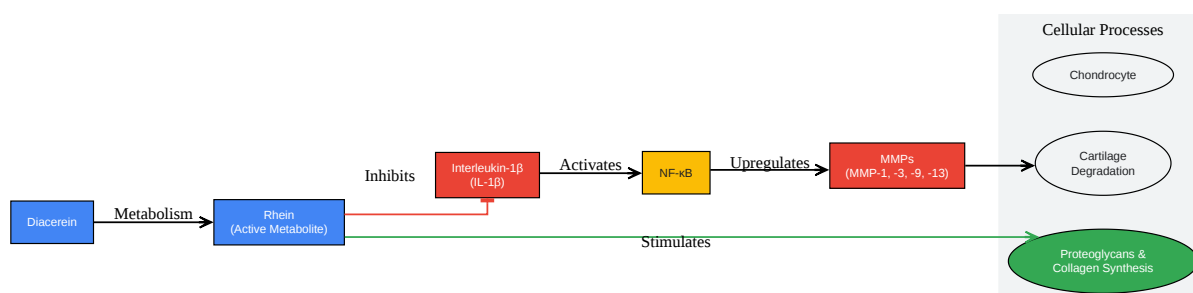 Cellular Processes
Chondrocyte
Interleukin-1β
(IL-1β)
Activates
NF-κB
Upregulates
MMPs
(MMP-1, -3, -9, -13)
Cartilage
Degradation
Inhibits
Diacerein
Metabolism
Rhein
(Active Metabolite)
Stimulates
Proteoglycans &
Collagen Synthesis